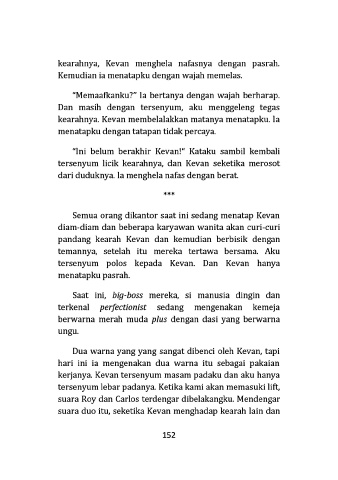 kearahnya, Kevan menghela nafasnya dengan pasrah.
Kemudian ia menatapku dengan wajah memelas.
“Memaafkanku?” Ia bertanya dengan wajah berharap.
Dan masih dengan tersenyum, aku menggeleng tegas
kearahnya. Kevan membelalakkan matanya menatapku. Ia
menatapku dengan tatapan tidak percaya.
“Ini belum berakhir Kevan!” Kataku sambil kembali
tersenyum licik kearahnya, dan Kevan seketika merosot
dari duduknya. Ia menghela nafas dengan berat.
***
Semua orang dikantor saat ini sedang menatap Kevan
diam-diam dan beberapa karyawan wanita akan curi-curi
pandang kearah Kevan dan kemudian berbisik dengan
temannya, setelah itu mereka tertawa bersama. Aku
tersenyum polos kepada Kevan. Dan Kevan hanya
menatapku pasrah.
Saat ini, big-boss mereka, si manusia dingin dan
terkenal perfectionist sedang mengenakan kemeja
berwarna merah muda plus dengan dasi yang berwarna
ungu.
Dua warna yang yang sangat dibenci oleh Kevan, tapi
hari ini ia mengenakan dua warna itu sebagai pakaian
kerjanya. Kevan tersenyum masam padaku dan aku hanya
tersenyum lebar padanya. Ketika kami akan memasuki lift,
suara Roy dan Carlos terdengar dibelakangku. Mendengar
suara duo itu, seketika Kevan menghadap kearah lain dan
152